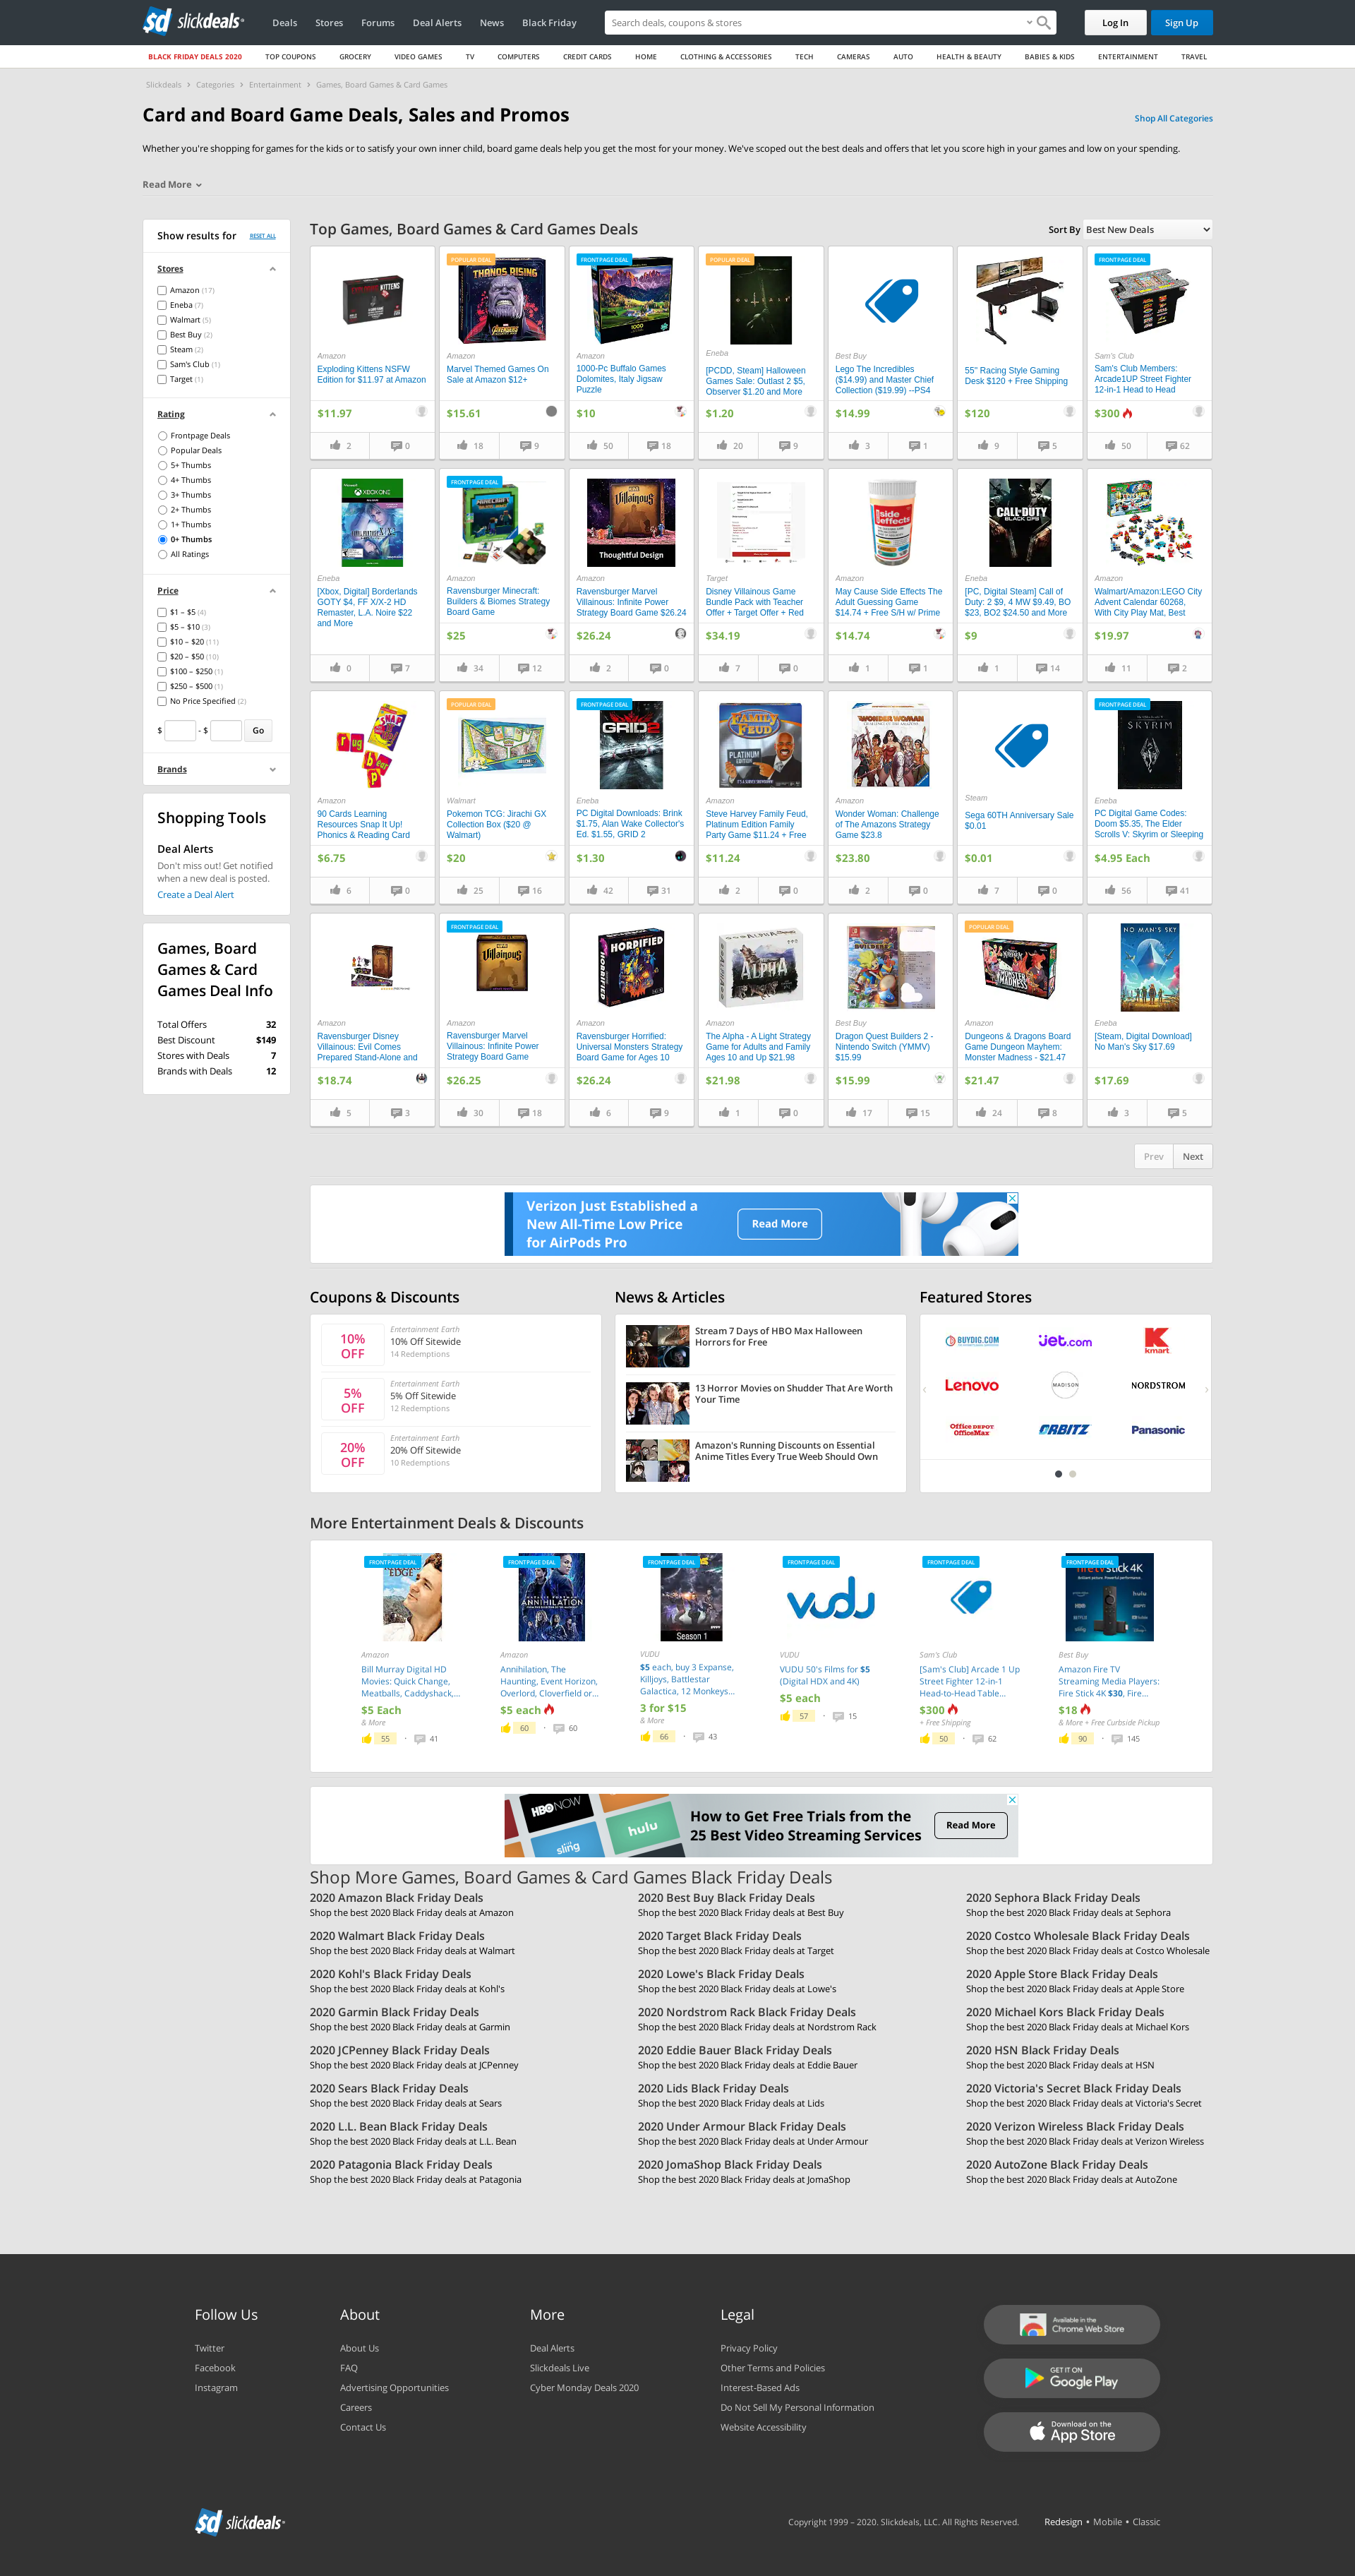 slickdeals
Deals
Stores
Forums
Deal Alerts
News
Black Friday
Search deals, coupons & stores
Log In
Sign Up
BLACK FRIDAY DEALS 2020
TOP COUPONS
GROCERY
VIDEO GAMES
TV
COMPUTERS
CREDIT CARDS
HOME
CLOTHING & ACCESSORIES
TECH
CAMERAS
AUTO
HEALTH & BEAUTY
BABIES & KIDS
ENTERTAINMENT
TRAVEL
Slickdeals › Categories › Entertainment › Games, Board Games & Card Games
Card and Board Game Deals, Sales and Promos
Shop All Categories
Whether you're shopping for games for the kids or to satisfy your own inner child, board game deals help you get the most for your money. We've scoped out the best deals and offers that let you score high in your games and low on your spending.
Read More
Show results for
RESET ALL
Stores
Amazon (17)
Eneba (7)
Walmart (5)
Best Buy (2)
Steam (2)
Sam's Club (1)
Target (1)
Rating
Frontpage Deals
Popular Deals
5+ Thumbs
4+ Thumbs
3+ Thumbs
2+ Thumbs
1+ Thumbs
0+ Thumbs
All Ratings
Price
$1 – $5 (4)
$5 – $10 (3)
$10 – $20 (11)
$20 – $50 (10)
$100 – $250 (1)
$250 – $500 (1)
No Price Specified (2)
$ - $ Go
Brands
Shopping Tools
Deal Alerts
Don't miss out! Get notified
when a new deal is posted.
Create a Deal Alert
Games, Board
Games & Card
Games Deal Info
Total Offers 32
Best Discount $149
Stores with Deals 7
Brands with Deals 12
Top Games, Board Games & Card Games Deals
Sort By Best New Deals
Amazon
Exploding Kittens NSFW
Edition for $11.97 at Amazon
$11.97
2
0
POPULAR DEAL
THANOS RISING
Amazon
Marvel Themed Games On
Sale at Amazon $12+
$15.61
18
9
FRONTPAGE DEAL
1000
Amazon
1000-Pc Buffalo Games
Dolomites, Italy Jigsaw
Puzzle
$10
50
18
POPULAR DEAL
OUTLAST
Eneba
[PCDD, Steam] Halloween
Games Sale: Outlast 2 $5,
Observer $1.20 and More
$1.20
20
9
Best Buy
Lego The Incredibles
($14.99) and Master Chief
Collection ($19.99) --PS4
$14.99
3
1
55" Racing Style Gaming
Desk $120 + Free Shipping
$120
9
5
FRONTPAGE DEAL
Sam's Club
Sam's Club Members:
Arcade1UP Street Fighter
12-in-1 Head to Head
$300
50
62
XBOX ONE
Eneba
[Xbox, Digital] Borderlands
GOTY $4, FF X/X-2 HD
Remaster, L.A. Noire $22
and More
0
7
FRONTPAGE DEAL
MINECRAFT
Amazon
Ravensburger Minecraft:
Builders & Biomes Strategy
Board Game
$25
34
12
Villainous
Thoughtful Design
Amazon
Ravensburger Marvel
Villainous: Infinite Power
Strategy Board Game $26.24
$26.24
2
0
Target
Disney Villainous Game
Bundle Pack with Teacher
Offer + Target Offer + Red
$34.19
7
0
side effects
Amazon
May Cause Side Effects The
Adult Guessing Game
$14.74 + Free S/H w/ Prime
$14.74
1
1
CALL OF DUTY
BLACK OPS
Eneba
[PC, Digital Steam] Call of
Duty: 2 $9, 4 MW $9.49, BO
$23, BO2 $24.50 and More
$9
1
14
Amazon
Walmart/Amazon:LEGO City
Advent Calendar 60268,
With City Play Mat, Best
$19.97
11
2
SNAP
rug
b ear
p
Amazon
90 Cards Learning
Resources Snap It Up!
Phonics & Reading Card
$6.75
6
0
POPULAR DEAL
Walmart
Pokemon TCG: Jirachi GX
Collection Box ($20 @
Walmart)
$20
25
16
FRONTPAGE DEAL
GRID2
Eneba
PC Digital Downloads: Brink
$1.75, Alan Wake Collector's
Ed. $1.55, GRID 2
$1.30
42
31
FAMILY FEUD
PLATINUM EDITION
Amazon
Steve Harvey Family Feud,
Platinum Edition Family
Party Game $11.24 + Free
$11.24
2
0
WONDER WOMAN
Amazon
Wonder Woman: Challenge
of The Amazons Strategy
Game $23.8
$23.80
2
0
Steam
Sega 60TH Anniversary Sale
$0.01
$0.01
7
0
FRONTPAGE DEAL
SKYRIM
Eneba
PC Digital Game Codes:
Doom $5.35, The Elder
Scrolls V: Skyrim or Sleeping
$4.95 Each
56
41
Amazon
Ravensburger Disney
Villainous: Evil Comes
Prepared Stand-Alone and
$18.74
5
3
FRONTPAGE DEAL
Villainous
Amazon
Ravensburger Marvel
Villainous: Infinite Power
Strategy Board Game
$26.25
30
18
HORRIFIED
HORRIFIED
Amazon
Ravensburger Horrified:
Universal Monsters Strategy
Board Game for Ages 10
$26.24
6
9
ALPHA
Amazon
The Alpha - A Light Strategy
Game for Adults and Family
Ages 10 and Up $21.98
$21.98
1
0
BUILDERS
Best Buy
Dragon Quest Builders 2 -
Nintendo Switch (YMMV)
$15.99
$15.99
17
15
POPULAR DEAL
MONSTER MADNESS
Amazon
Dungeons & Dragons Board
Game Dungeon Mayhem:
Monster Madness - $21.47
$21.47
24
8
NO MAN'S SKY
Eneba
[Steam, Digital Download]
No Man's Sky $17.69
$17.69
3
5
Prev
Next
Verizon Just Established a
New All-Time Low Price
for AirPods Pro
Read More
Coupons & Discounts
10%
OFF
Entertainment Earth
10% Off Sitewide
14 Redemptions
5%
OFF
Entertainment Earth
5% Off Sitewide
12 Redemptions
20%
OFF
Entertainment Earth
20% Off Sitewide
10 Redemptions
News & Articles
Stream 7 Days of HBO Max Halloween
Horrors for Free
13 Horror Movies on Shudder That Are Worth
Your Time
Amazon's Running Discounts on Essential
Anime Titles Every True Weeb Should Own
Featured Stores
BUYDIG.COM
jet.com
kmart
Lenovo
MADISON
NORDSTROM
Office DEPOT
OfficeMax
ORBITZ
Panasonic
More Entertainment Deals & Discounts
FRONTPAGE DEAL
EDGE
Amazon
Bill Murray Digital HD
Movies: Quick Change,
Meatballs, Caddyshack,...
$5 Each
& More
55 · 41
FRONTPAGE DEAL
ANNIHILATION
Amazon
Annihilation, The
Haunting, Event Horizon,
Overlord, Cloverfield or...
$5 each
60 · 60
FRONTPAGE DEAL
Season 1
VUDU
$5 each, buy 3 Expanse,
Killjoys, Battlestar
Galactica, 12 Monkeys...
3 for $15
& More
66 · 43
FRONTPAGE DEAL
vudu
VUDU
VUDU 50's Films for $5
(Digital HDX and 4K)
$5 each
57 · 15
FRONTPAGE DEAL
Sam's Club
[Sam's Club] Arcade 1 Up
Street Fighter 12-in-1
Head-to-Head Table...
$300
+ Free Shipping
50 · 62
FRONTPAGE DEAL
firetvstick 4K
Best Buy
Amazon Fire TV
Streaming Media Players:
Fire Stick 4K $30, Fire...
$18
& More + Free Curbside Pickup
90 · 145
HBO NOW
hulu
sling
How to Get Free Trials from the
25 Best Video Streaming Services
Read More
Shop More Games, Board Games & Card Games Black Friday Deals
2020 Amazon Black Friday Deals
Shop the best 2020 Black Friday deals at Amazon
2020 Best Buy Black Friday Deals
Shop the best 2020 Black Friday deals at Best Buy
2020 Sephora Black Friday Deals
Shop the best 2020 Black Friday deals at Sephora
2020 Walmart Black Friday Deals
Shop the best 2020 Black Friday deals at Walmart
2020 Target Black Friday Deals
Shop the best 2020 Black Friday deals at Target
2020 Costco Wholesale Black Friday Deals
Shop the best 2020 Black Friday deals at Costco Wholesale
2020 Kohl's Black Friday Deals
Shop the best 2020 Black Friday deals at Kohl's
2020 Lowe's Black Friday Deals
Shop the best 2020 Black Friday deals at Lowe's
2020 Apple Store Black Friday Deals
Shop the best 2020 Black Friday deals at Apple Store
2020 Garmin Black Friday Deals
Shop the best 2020 Black Friday deals at Garmin
2020 Nordstrom Rack Black Friday Deals
Shop the best 2020 Black Friday deals at Nordstrom Rack
2020 Michael Kors Black Friday Deals
Shop the best 2020 Black Friday deals at Michael Kors
2020 JCPenney Black Friday Deals
Shop the best 2020 Black Friday deals at JCPenney
2020 Eddie Bauer Black Friday Deals
Shop the best 2020 Black Friday deals at Eddie Bauer
2020 HSN Black Friday Deals
Shop the best 2020 Black Friday deals at HSN
2020 Sears Black Friday Deals
Shop the best 2020 Black Friday deals at Sears
2020 Lids Black Friday Deals
Shop the best 2020 Black Friday deals at Lids
2020 Victoria's Secret Black Friday Deals
Shop the best 2020 Black Friday deals at Victoria's Secret
2020 L.L. Bean Black Friday Deals
Shop the best 2020 Black Friday deals at L.L. Bean
2020 Under Armour Black Friday Deals
Shop the best 2020 Black Friday deals at Under Armour
2020 Verizon Wireless Black Friday Deals
Shop the best 2020 Black Friday deals at Verizon Wireless
2020 Patagonia Black Friday Deals
Shop the best 2020 Black Friday deals at Patagonia
2020 JomaShop Black Friday Deals
Shop the best 2020 Black Friday deals at JomaShop
2020 AutoZone Black Friday Deals
Shop the best 2020 Black Friday deals at AutoZone
Follow Us
Twitter
Facebook
Instagram
About
About Us
FAQ
Advertising Opportunities
Careers
Contact Us
More
Deal Alerts
Slickdeals Live
Cyber Monday Deals 2020
Legal
Privacy Policy
Other Terms and Policies
Interest-Based Ads
Do Not Sell My Personal Information
Website Accessibility
Available in the
Chrome Web Store
GET IT ON
Google Play
Download on the
App Store
slickdeals
Copyright 1999 – 2020. Slickdeals, LLC. All Rights Reserved.
Redesign • Mobile • Classic